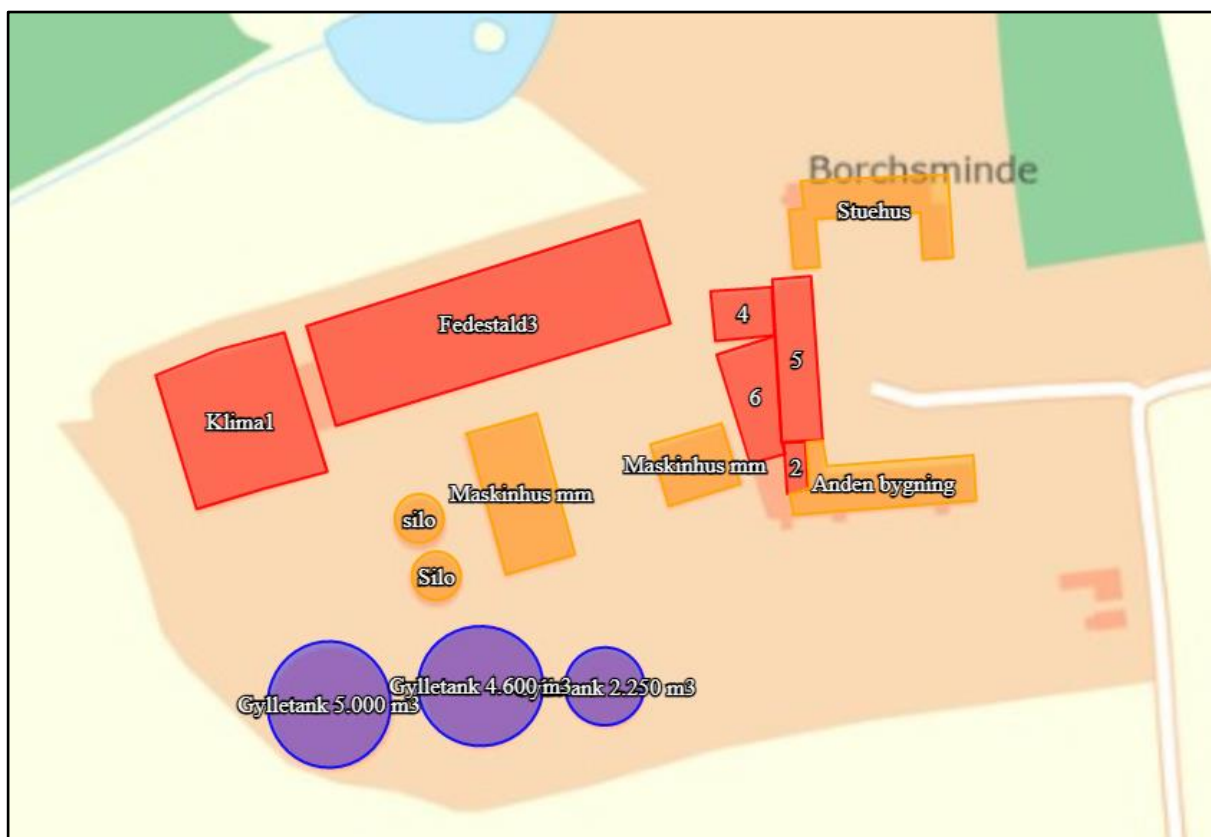 Borchsminde
Stuehus
4
Fedestald3
5
6
Klima1
Maskinhus mm
2
Anden bygning
Maskinhus mm
silo
Silo
Gylletank 5.000 m3
Gylletank 4.600 m3
tank 2.250 m3